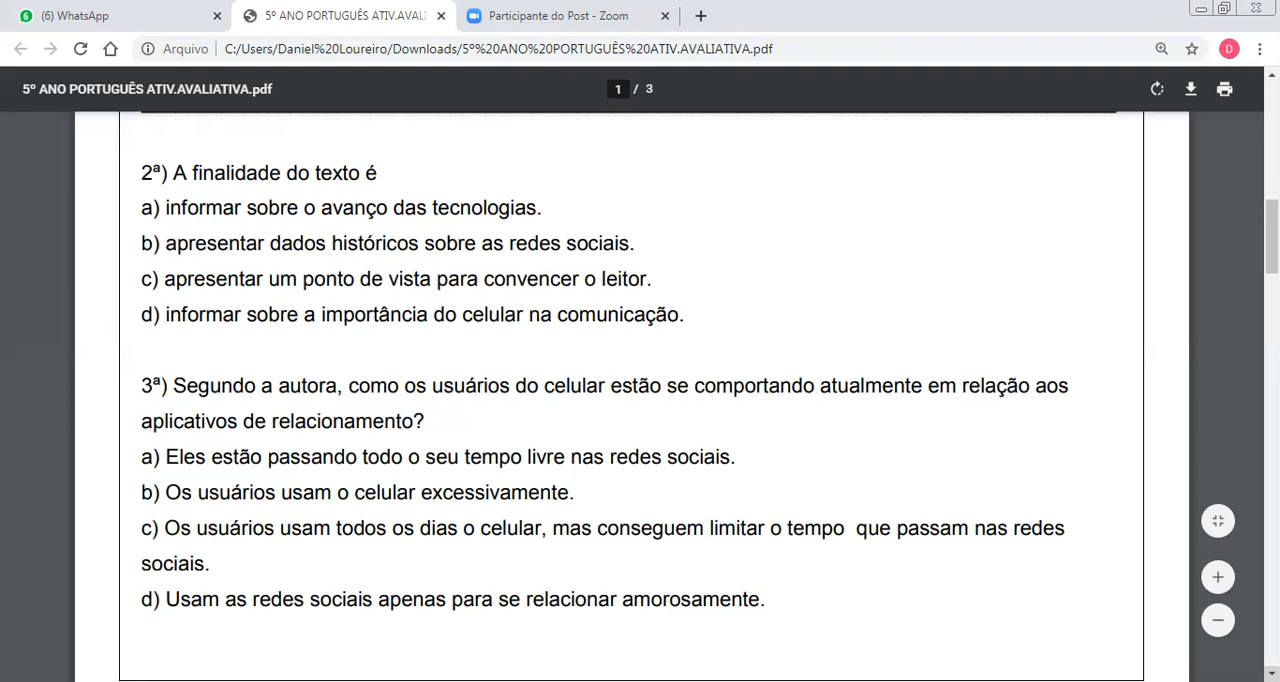 (6) WhatsApp
5º ANO PORTUGUÊS ATIV.AVALI
Participante do Post - Zoom
Arquivo
C:/Users/Daniel%20Loureiro/Downloads/5º%20ANO%20PORTUGUÊS%20ATIV.AVALIATIVA.pdf
D
5º ANO PORTUGUÊS ATIV.AVALIATIVA.pdf
1 / 3
2ª) A finalidade do texto é
a) informar sobre o avanço das tecnologias.
b) apresentar dados históricos sobre as redes sociais.
c) apresentar um ponto de vista para convencer o leitor.
d) informar sobre a importância do celular na comunicação.
3ª) Segundo a autora, como os usuários do celular estão se comportando atualmente em relação aos
aplicativos de relacionamento?
a) Eles estão passando todo o seu tempo livre nas redes sociais.
b) Os usuários usam o celular excessivamente.
c) Os usuários usam todos os dias o celular, mas conseguem limitar o tempo  que passam nas redes
sociais.
d) Usam as redes sociais apenas para se relacionar amorosamente.